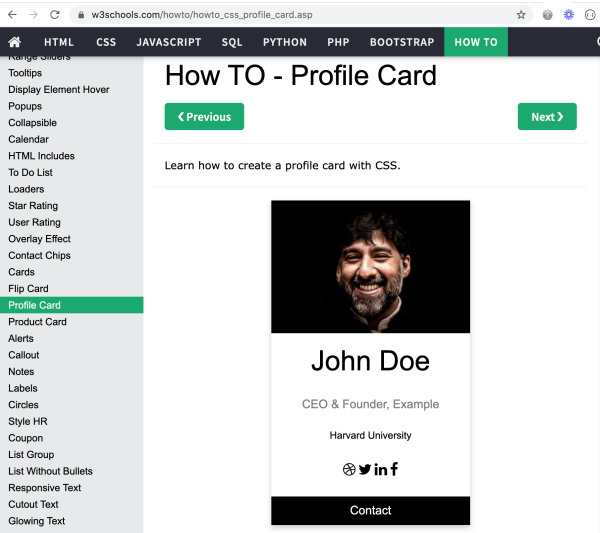 w3schools.com/howto/howto_css_profile_card.asp
HTML CSS JAVASCRIPT SQL PYTHON PHP BOOTSTRAP HOW TO
Range Sliders
Tooltips
Display Element Hover
Popups
Collapsible
Calendar
HTML Includes
To Do List
Loaders
Star Rating
User Rating
Overlay Effect
Contact Chips
Cards
Flip Card
Profile Card
Product Card
Alerts
Callout
Notes
Labels
Circles
Style HR
Coupon
List Group
List Without Bullets
Responsive Text
Cutout Text
Glowing Text
How TO - Profile Card
❮ Previous
Next ❯
Learn how to create a profile card with CSS.
John Doe
CEO & Founder, Example
Harvard University
Contact